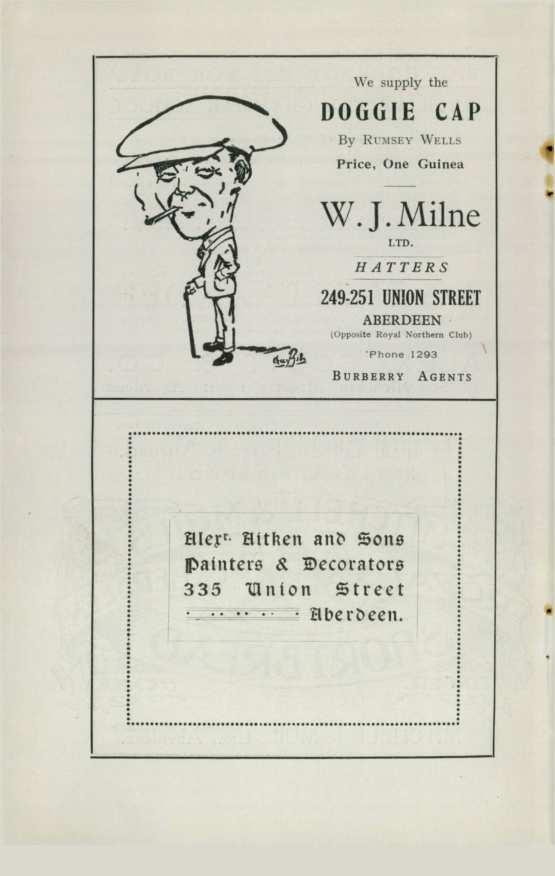 We supply the
DOGGIE CAP
By Rumsey Wells
Price, One Guinea
W. J. Milne
LTD.
HATTERS
249-251 UNION STREET
ABERDEEN
(Opposite Royal Northern Club)
'Phone 1293
Burberry Agents
Alexr. Aitken and Sons
Painters & Decorators
335 Union Street
Aberdeen.